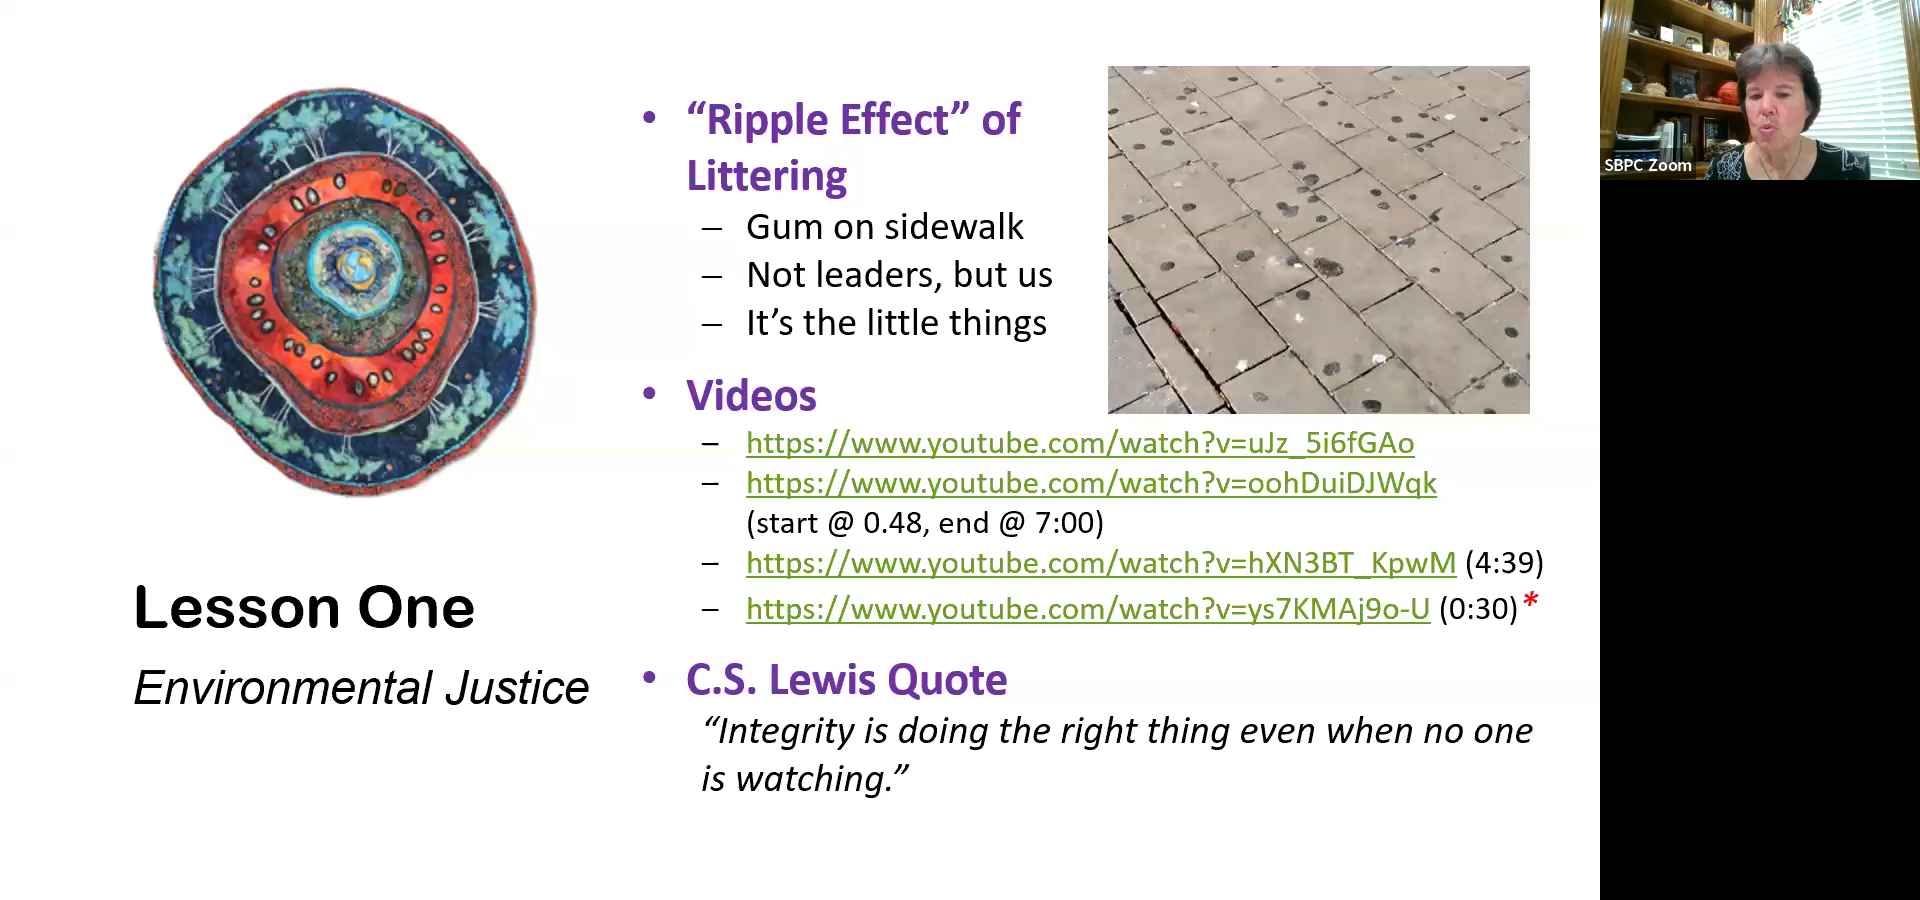 • “Ripple Effect” of
Littering
– Gum on sidewalk
– Not leaders, but us
– It’s the little things
• Videos
– https://www.youtube.com/watch?v=uJz_5i6fGAo
– https://www.youtube.com/watch?v=oohDuiDJWqk
(start @ 0.48, end @ 7:00)
– https://www.youtube.com/watch?v=hXN3BT_KpwM (4:39)
– https://www.youtube.com/watch?v=ys7KMAj9o-U (0:30)*
• C.S. Lewis Quote
“Integrity is doing the right thing even when no one
is watching.”
Lesson One
Environmental Justice
SBPC Zoom